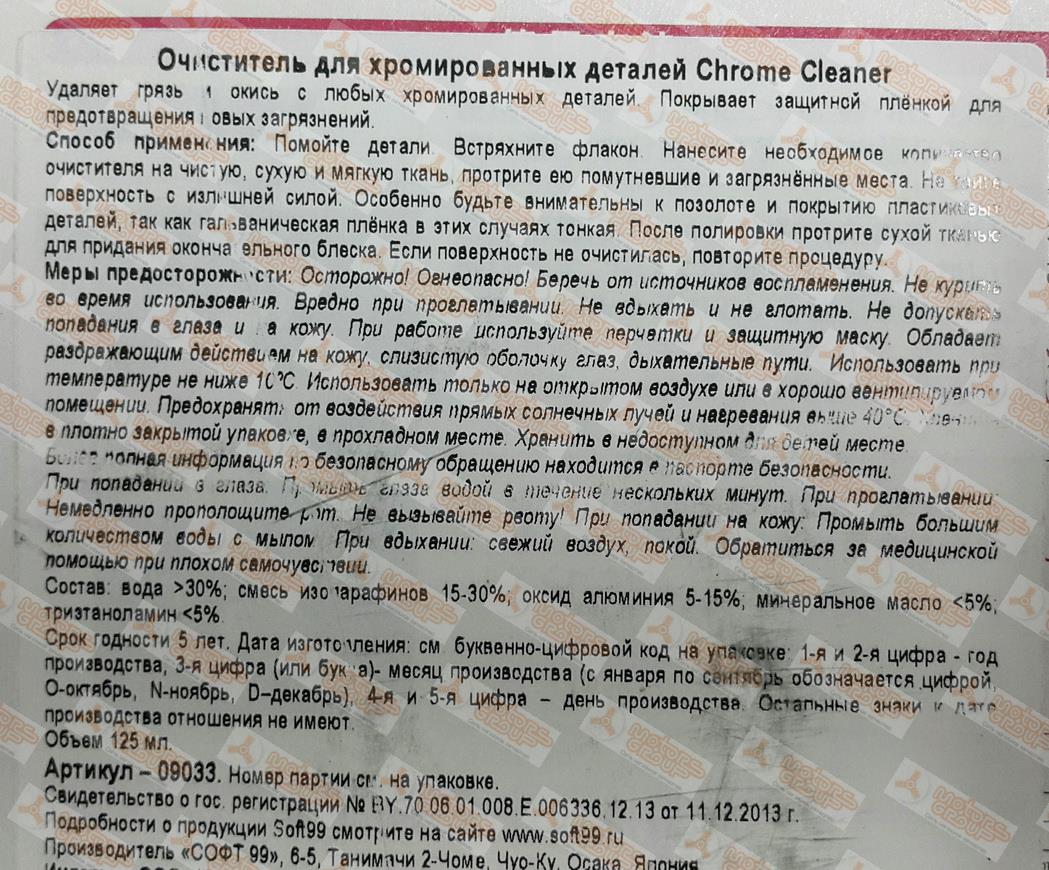 Очиститель для хромированных деталей Chrome Cleaner
Удаляет грязь и окись с любых хромированных деталей. Покрывает защитной плёнкой для
предотвращения новых загрязнений.
Способ применения: Помойте детали. Встряхните флакон. Нанесите необходимое количество
очистителя на чистую, сухую и мягкую ткань, протрите ею помутневшие и загрязнённые места. Не
поверхность с излишней силой. Особенно будьте внимательны к позолоте и покрытию пластиковых
деталей, так как гальваническая плёнка в этих случаях тонкая. После полировки протрите сухой тканью
для придания окончательного блеска. Если поверхность не очистилась, повторите процедуру.
Меры предосторожности: Осторожно! Огнеопасно! Беречь от источников воспламенения. Не курить
во время использования. Вредно при проглатывании. Не вдыхать и не глотать. Не допускать
попадания в глаза и на кожу. При работе используйте перчатки и защитную маску. Обладает
раздражающим действием на кожу, слизистую оболочку глаз, дыхательные пути. Использовать при
температуре не ниже 10°С. Использовать только на открытом воздухе или в хорошо вентилируемом
помещении. Предохранять от воздействия прямых солнечных лучей и нагревания выше 40°С.
в плотно закрытой упаковке, в прохладном месте. Хранить в недоступном для детей месте.
Более полная информация по безопасному обращению находится в паспорте безопасности.
При попадании в глаза: Промыть глаза водой в течение нескольких минут. При проглатывании:
Немедленно прополощите рот. Не вызывайте рвоту! При попадании на кожу: Промыть большим
количеством воды с мылом. При вдыхании: свежий воздух, покой. Обратиться за медицинской
помощью при плохом самочувствии.
Состав: вода >30%; смесь изопарафинов 15-30%; оксид алюминия 5-15%; минеральное масло <5%;
триэтаноламин <5%.
Срок годности 5 лет. Дата изготовления: см. буквенно-цифровой код на упаковке: 1-я и 2-я цифра - год
производства, 3-я цифра (или буква)- месяц производства (с января по сентябрь обозначается цифрой,
О-октябрь, N-ноябрь, D-декабрь), 4-я и 5-я цифра – день производства. Остальные знаки к дате
производства отношения не имеют.
Объем 125 мл.
Артикул – 09033. Номер партии см. на упаковке.
Свидетельство о гос. регистрации № BY.70.06.01.008.E.006336.12.13 от 11.12.2013 г.
Подробности о продукции Soft99 смотрите на сайте www.soft99.ru
Производитель «СОФТ 99», 6-5, Танимачи 2-Чоме, Чуо-Ку, Осака, Япония